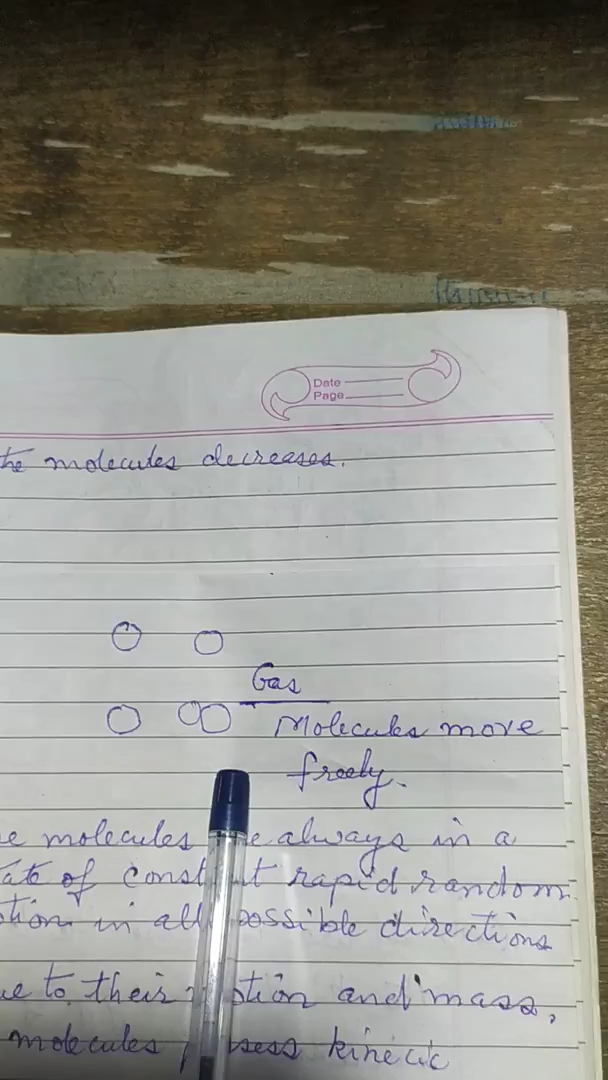 Date
Page
the molecules decreases.
Gas
Molecules move
freely.
molecules always in a
of rapid random
in all possible directions
to their and mass,
molecules kinetic